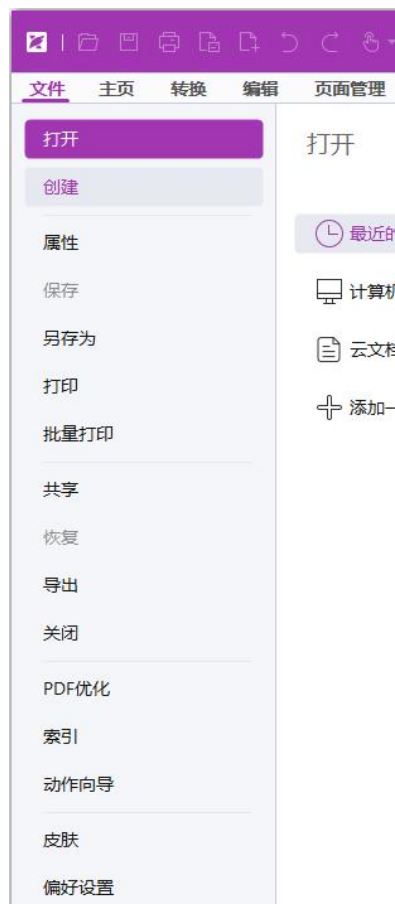 文件 主页 转换 编辑 页面管理
打开
创建
属性
保存
另存为
打印
批量打印
共享
恢复
导出
关闭
PDF优化
索引
动作向导
皮肤
偏好设置
打开
最近的
计算机
云文档
添加一